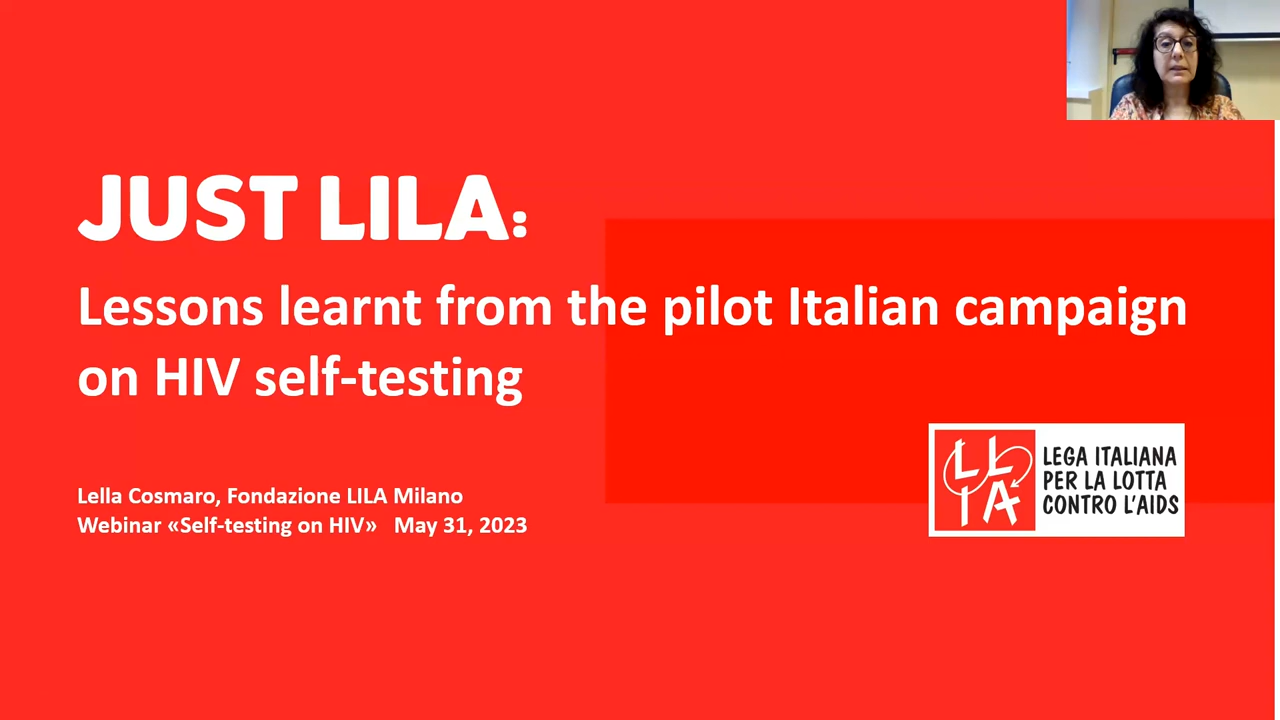 JUST LILA:
Lessons learnt from the pilot Italian campaign
on HIV self-testing
Lella Cosmaro, Fondazione LILA Milano
Webinar «Self-testing on HIV» May 31, 2023
LILA
LEGA ITALIANA
PER LA LOTTA
CONTRO L'AIDS